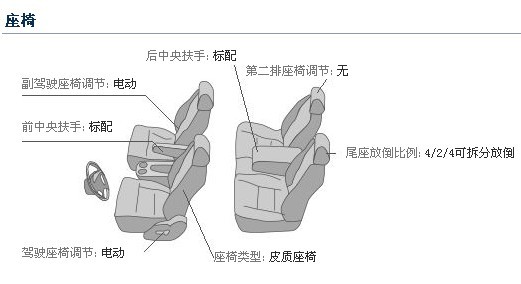 座椅
后中央扶手: 标配
第二排座椅调节: 无
副驾驶座椅调节: 电动
前中央扶手: 标配
尾座放倒比例: 4/2/4可拆分放倒
驾驶座椅调节: 电动
座椅类型: 皮质座椅